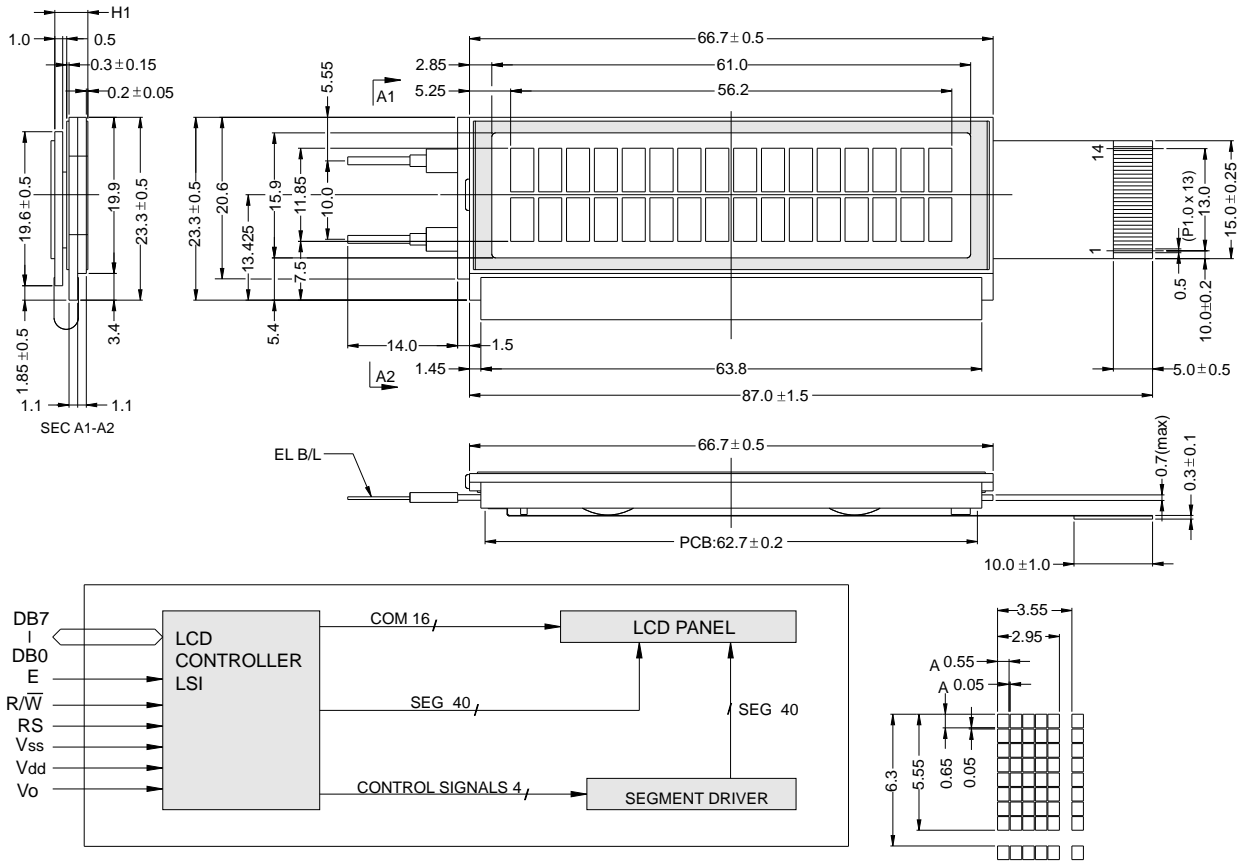 H1
1.0
0.5
0.3±0.15
0.2±0.05
19.6±0.5
19.9
23.3±0.5
1.85±0.5
3.4
1.1
1.1
SEC A1-A2
66.7±0.5
2.85
61.0
5.25
56.2
A1
5.55
23.3±0.5
20.6
13.425
15.9
11.85
10.0
7.5
5.4
14.0
1.5
A2
1.45
63.8
87.0±1.5
14
1
(P1.0 x 13)
13.0
15.0±0.25
0.5
10.0±0.2
5.0±0.5
EL B/L
66.7±0.5
0.7(max)
0.3±0.1
PCB:62.7±0.2
10.0±1.0
DB7
DB0
E
R/W̅
RS
Vss
Vdd
Vo
LCD
CONTROLLER
LSI
COM 16
LCD PANEL
SEG 40
SEG 40
CONTROL SIGNALS 4
SEGMENT DRIVER
3.55
2.95
A 0.55
A 0.05
6.3
5.55
0.65
0.05